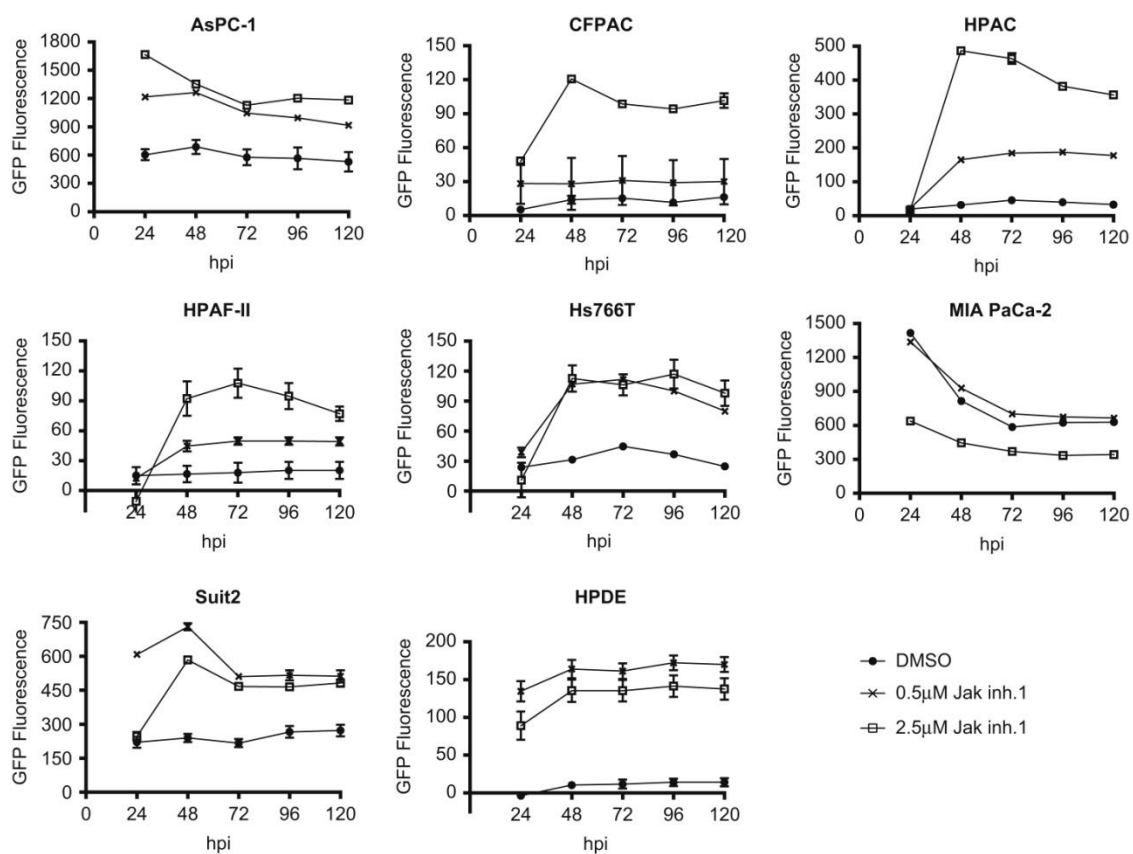 AsPC-1
GFP Fluorescence
1800
1500
1200
900
600
300
0
0 24 48 72 96 120
hpi
CFPAC
GFP Fluorescence
150
120
90
60
30
0
0 24 48 72 96 120
hpi
HPAC
GFP Fluorescence
500
400
300
200
100
0
0 24 48 72 96 120
hpi
HPAF-II
GFP Fluorescence
150
120
90
60
30
0
24 48 72 96 120
hpi
Hs766T
GFP Fluorescence
150
120
90
60
30
0
24 48 72 96 120
hpi
MIA PaCa-2
GFP Fluorescence
1500
1200
900
600
300
0
0 24 48 72 96 120
hpi
Suit2
GFP Fluorescence
750
600
450
300
150
0
0 24 48 72 96 120
hpi
HPDE
GFP Fluorescence
200
150
100
50
0
24 48 72 96 120
hpi
DMSO
0.5μM Jak inh.1
2.5μM Jak inh.1